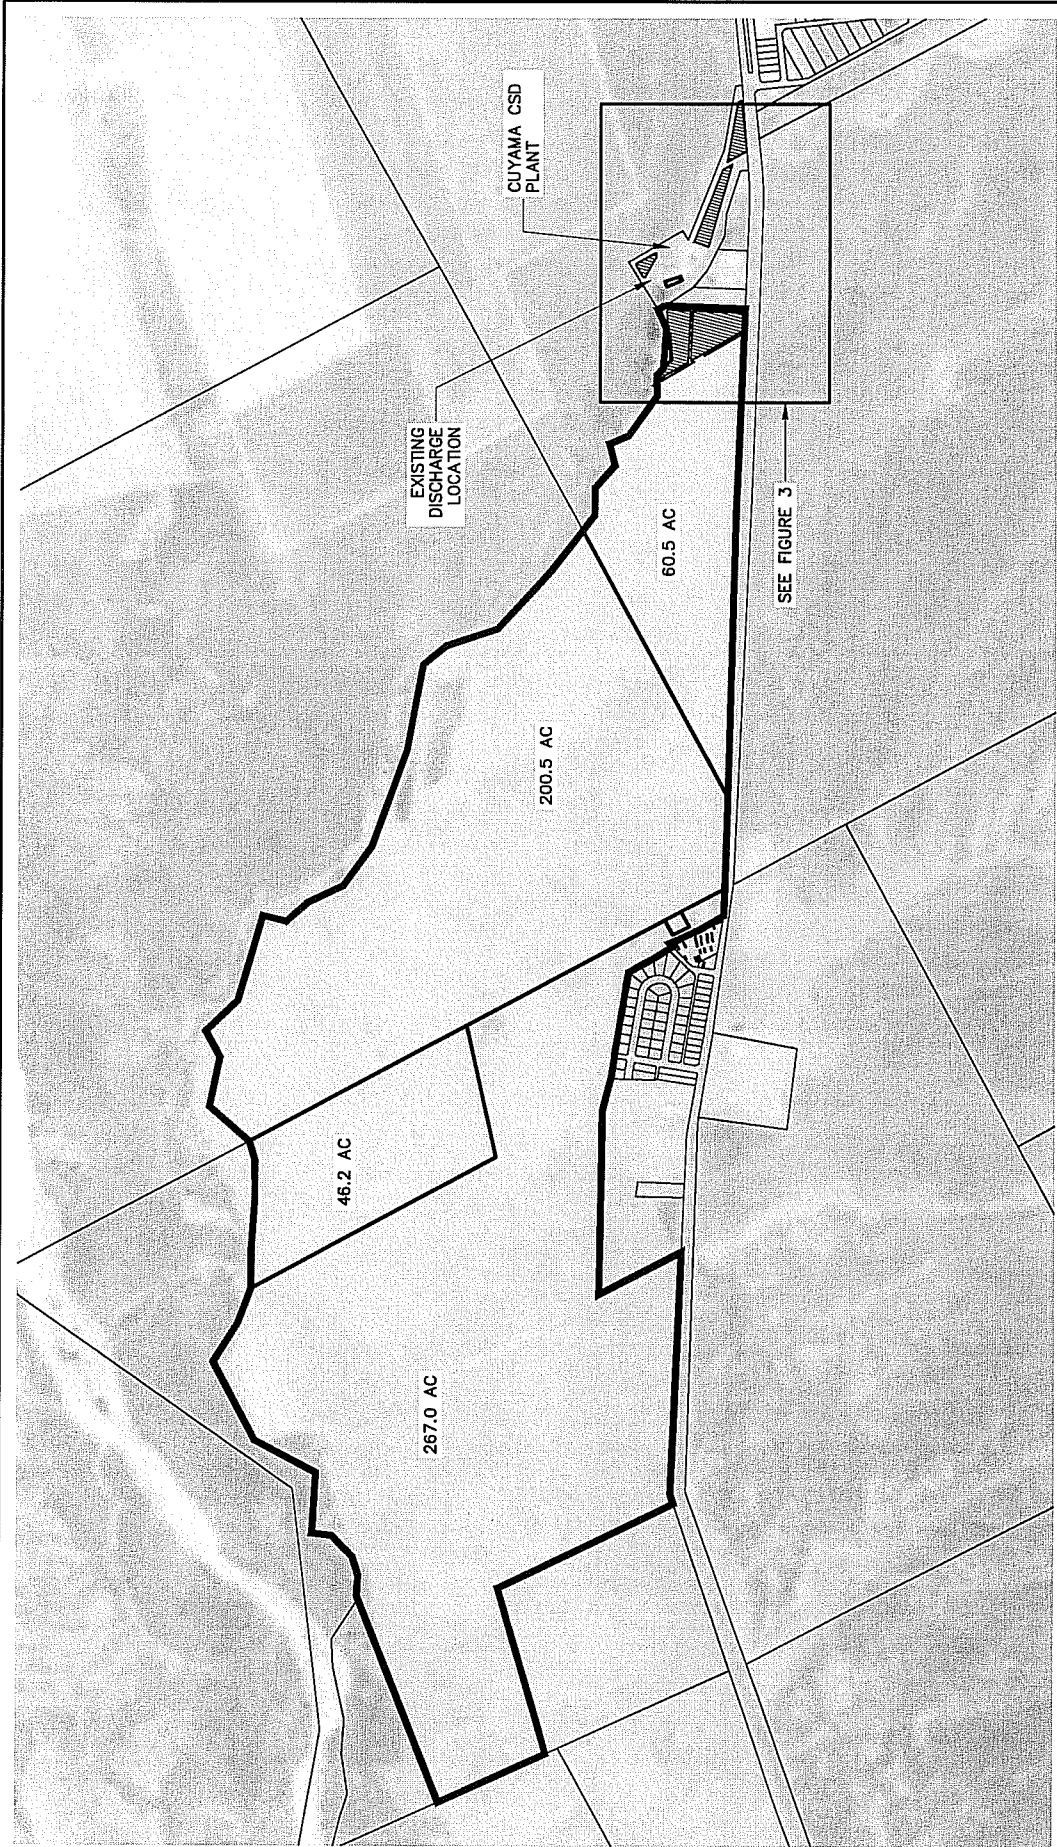 CUYAMA CSD
PLANT
EXISTING
DISCHARGE
LOCATION
60.5 AC
SEE FIGURE 3
200.5 AC
46.2 AC
267.0 AC